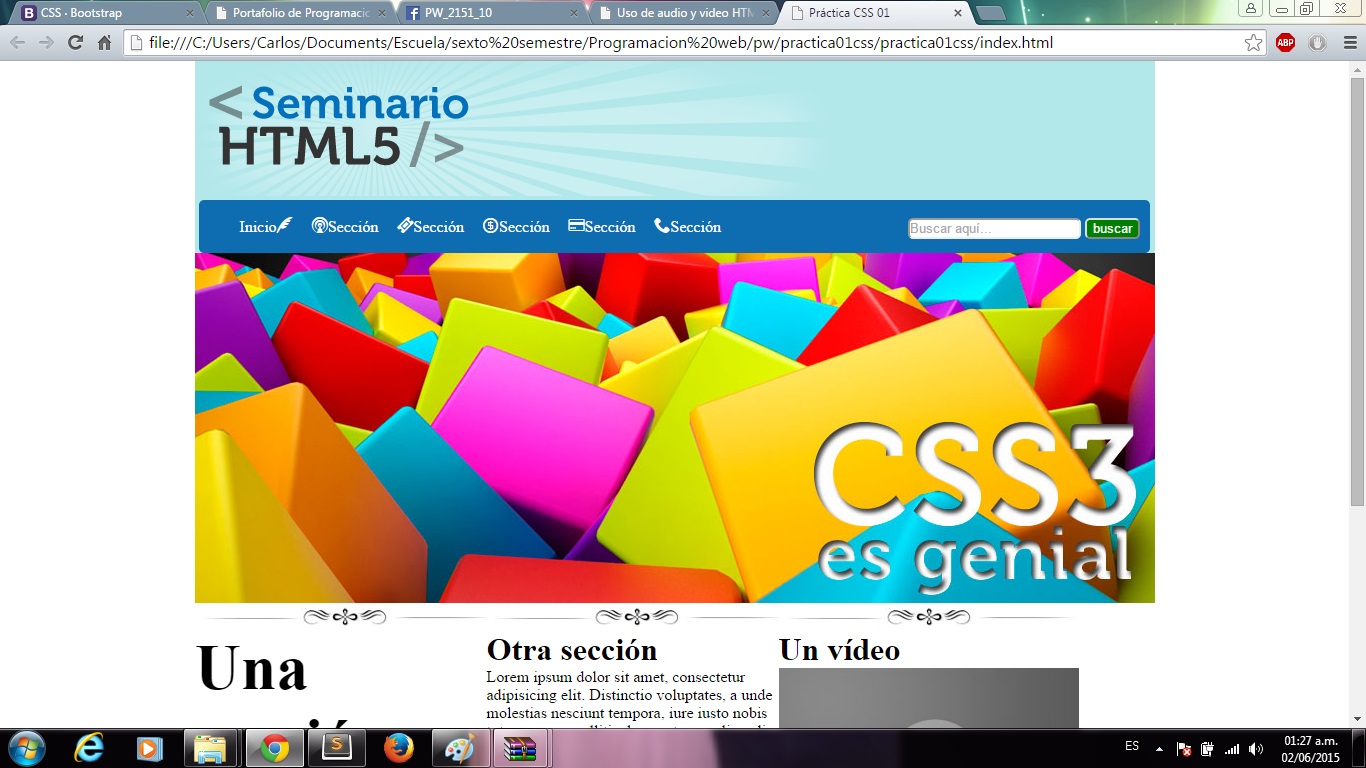 CSS · Bootstrap
Portafolio de Programacio
PW_2151_10
Uso de audio y video HTM
Práctica CSS 01
file:///C:/Users/Carlos/Documents/Escuela/sexto%20semestre/Programacion%20web/pw/practica01css/practica01css/index.html
ABP
< Seminario
HTML5 />
Inicio Sección Sección Sección Sección Sección
Buscar aquí... buscar
CSS3
es genial
Una
Otra sección
Lorem ipsum dolor sit amet, consectetur
adipisicing elit. Distinctio voluptates, a unde
molestias nesciunt tempora, iure iusto nobis
Un vídeo
ES
01:27 a.m.
02/06/2015